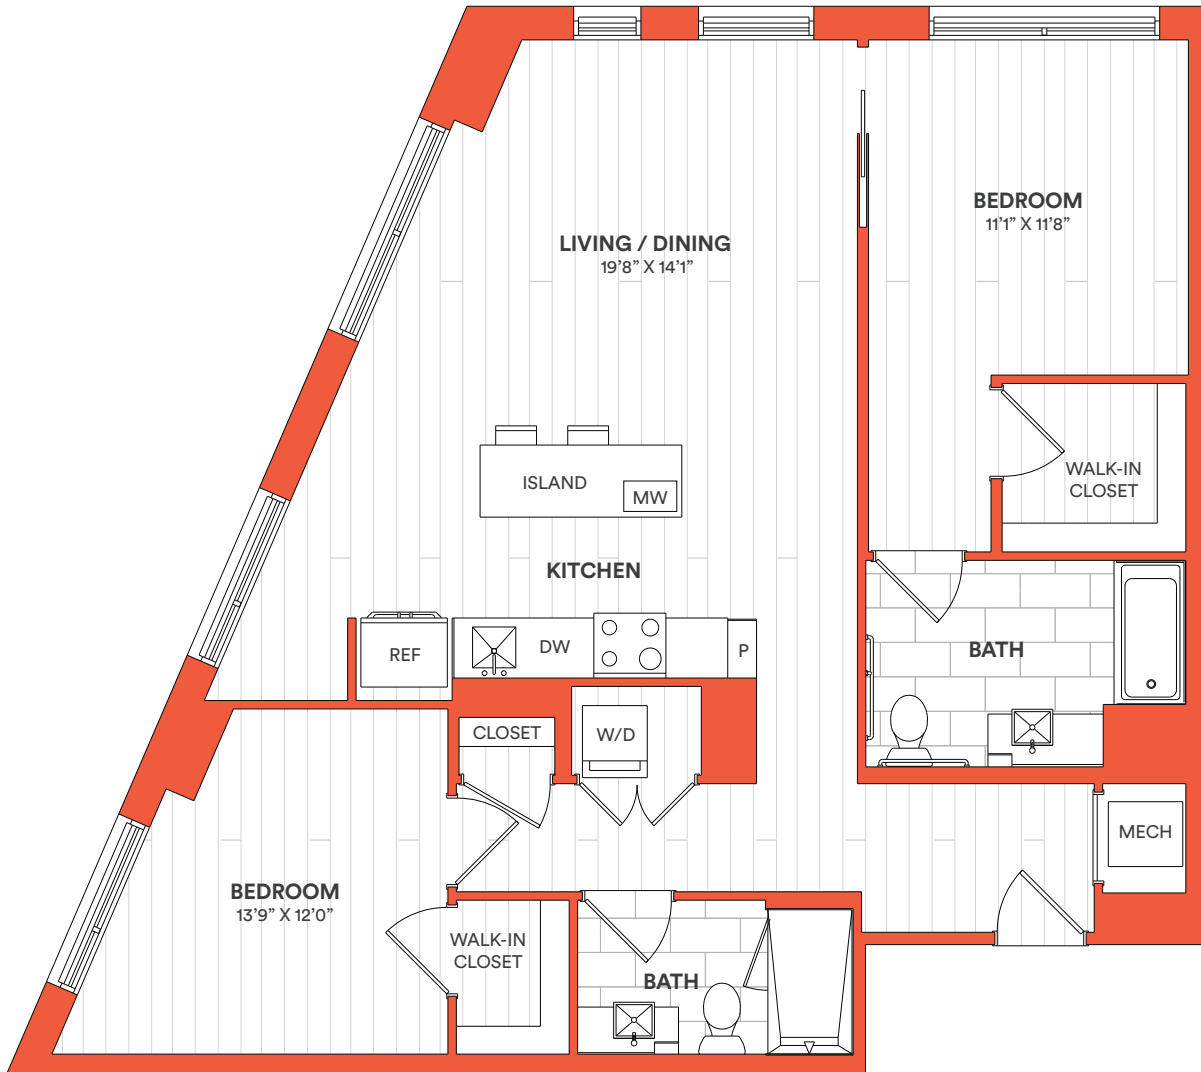 BEDROOM
11'1" X 11'8"
LIVING / DINING
19'8" X 14'1"
WALK-IN
CLOSET
ISLAND
MW
KITCHEN
REF
DW
P
BATH
CLOSET
W/D
MECH
BEDROOM
13'9" X 12'0"
WALK-IN
CLOSET
BATH